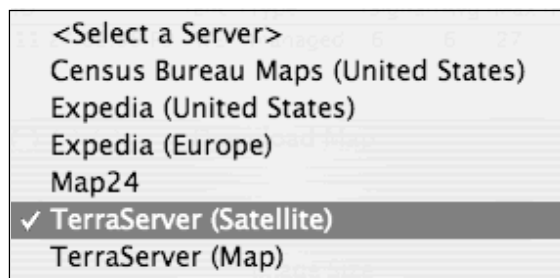 <Select a Server>
Census Bureau Maps (United States)
Expedia (United States)
Expedia (Europe)
Map24
✓ TerraServer (Satellite)
TerraServer (Map)